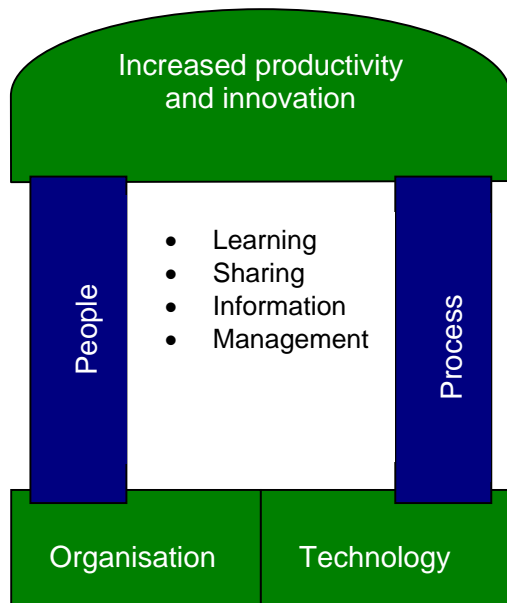 Increased productivity
and innovation
People
• Learning
• Sharing
• Information
• Management
Process
Organisation
Technology